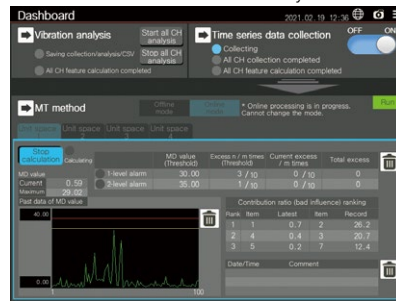 Dashboard
2021.02.19 12:36
Vibration analysis
Start all CH analysis
Saving collection/analysis/CSV
Stop all CH analysis
All CH feature calculation completed
Time series data collection
OFF ON
Collecting
All CH collection completed
All CH feature calculation completed
MT method
Offline mode
Online mode
* Online processing is in progress.
Cannot change the mode.
Run
Unit space 1 Unit space 2 Unit space 3 Unit space 4
Stop calculation
Calculating
MD value (Threshold) Excess n / m times (Threshold) Current excess / m times Total excess
1-level alarm 30.00 3 / 10 0 / 10 0
2-level alarm 35.00 1 / 10 0 / 10 0
MD value
Current 0.59
Maximum 29.02
Past data of MD value
40.00
0.00
1 100
Contribution ratio (bad influence) ranking
Rank Item Latest Item Record
1 1 0.7 2 26.2
2 4 0.4 3 20.7
3 5 0.2 7 12.4
Date/Time Comment